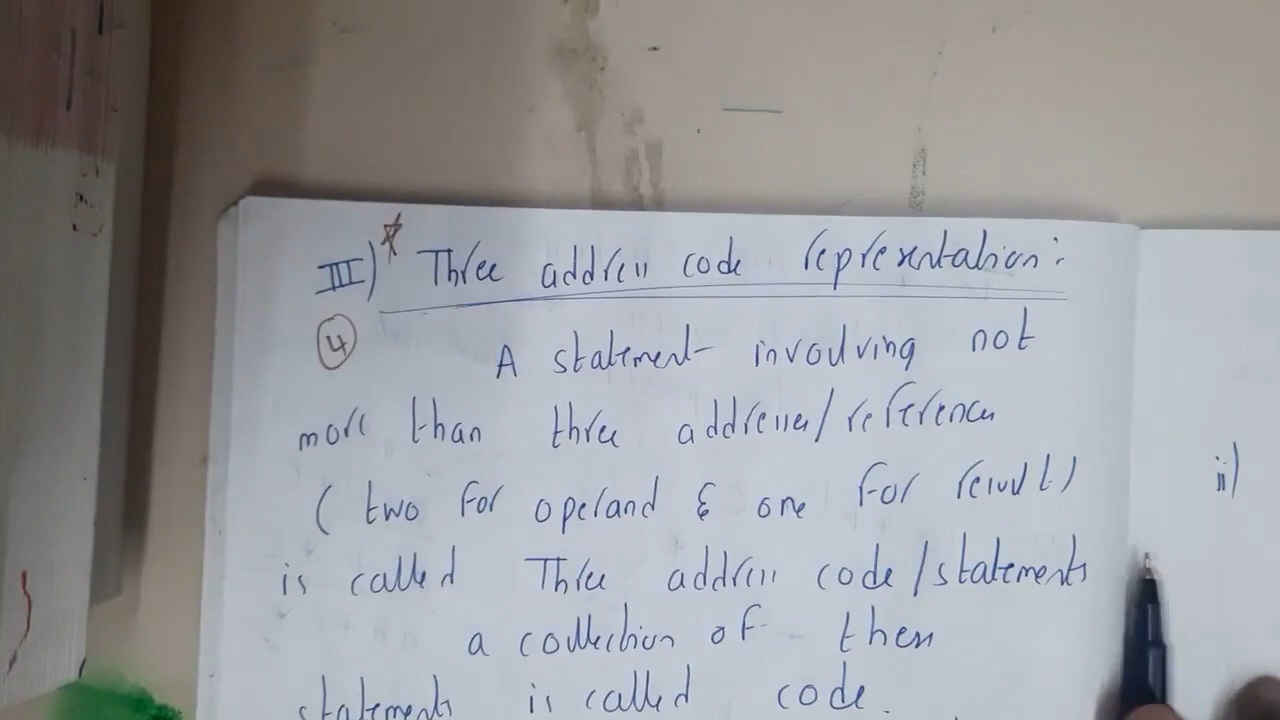 III)* Three address code representation:
④ A statement involving not
more than three addresses/references
( two for operand & one for result)
is called Three address code/statements
a collection of these
statements is called code.
ii)